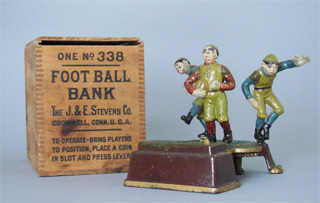 ONE Nº 338
FOOT BALL
BANK
THE J. & E. STEVENS CO.
CROMWELL, CONN. U.S.A.
TO OPERATE-BRING PLAYERS
TO POSITION, PLACE A COIN
IN SLOT AND PRESS LEVER